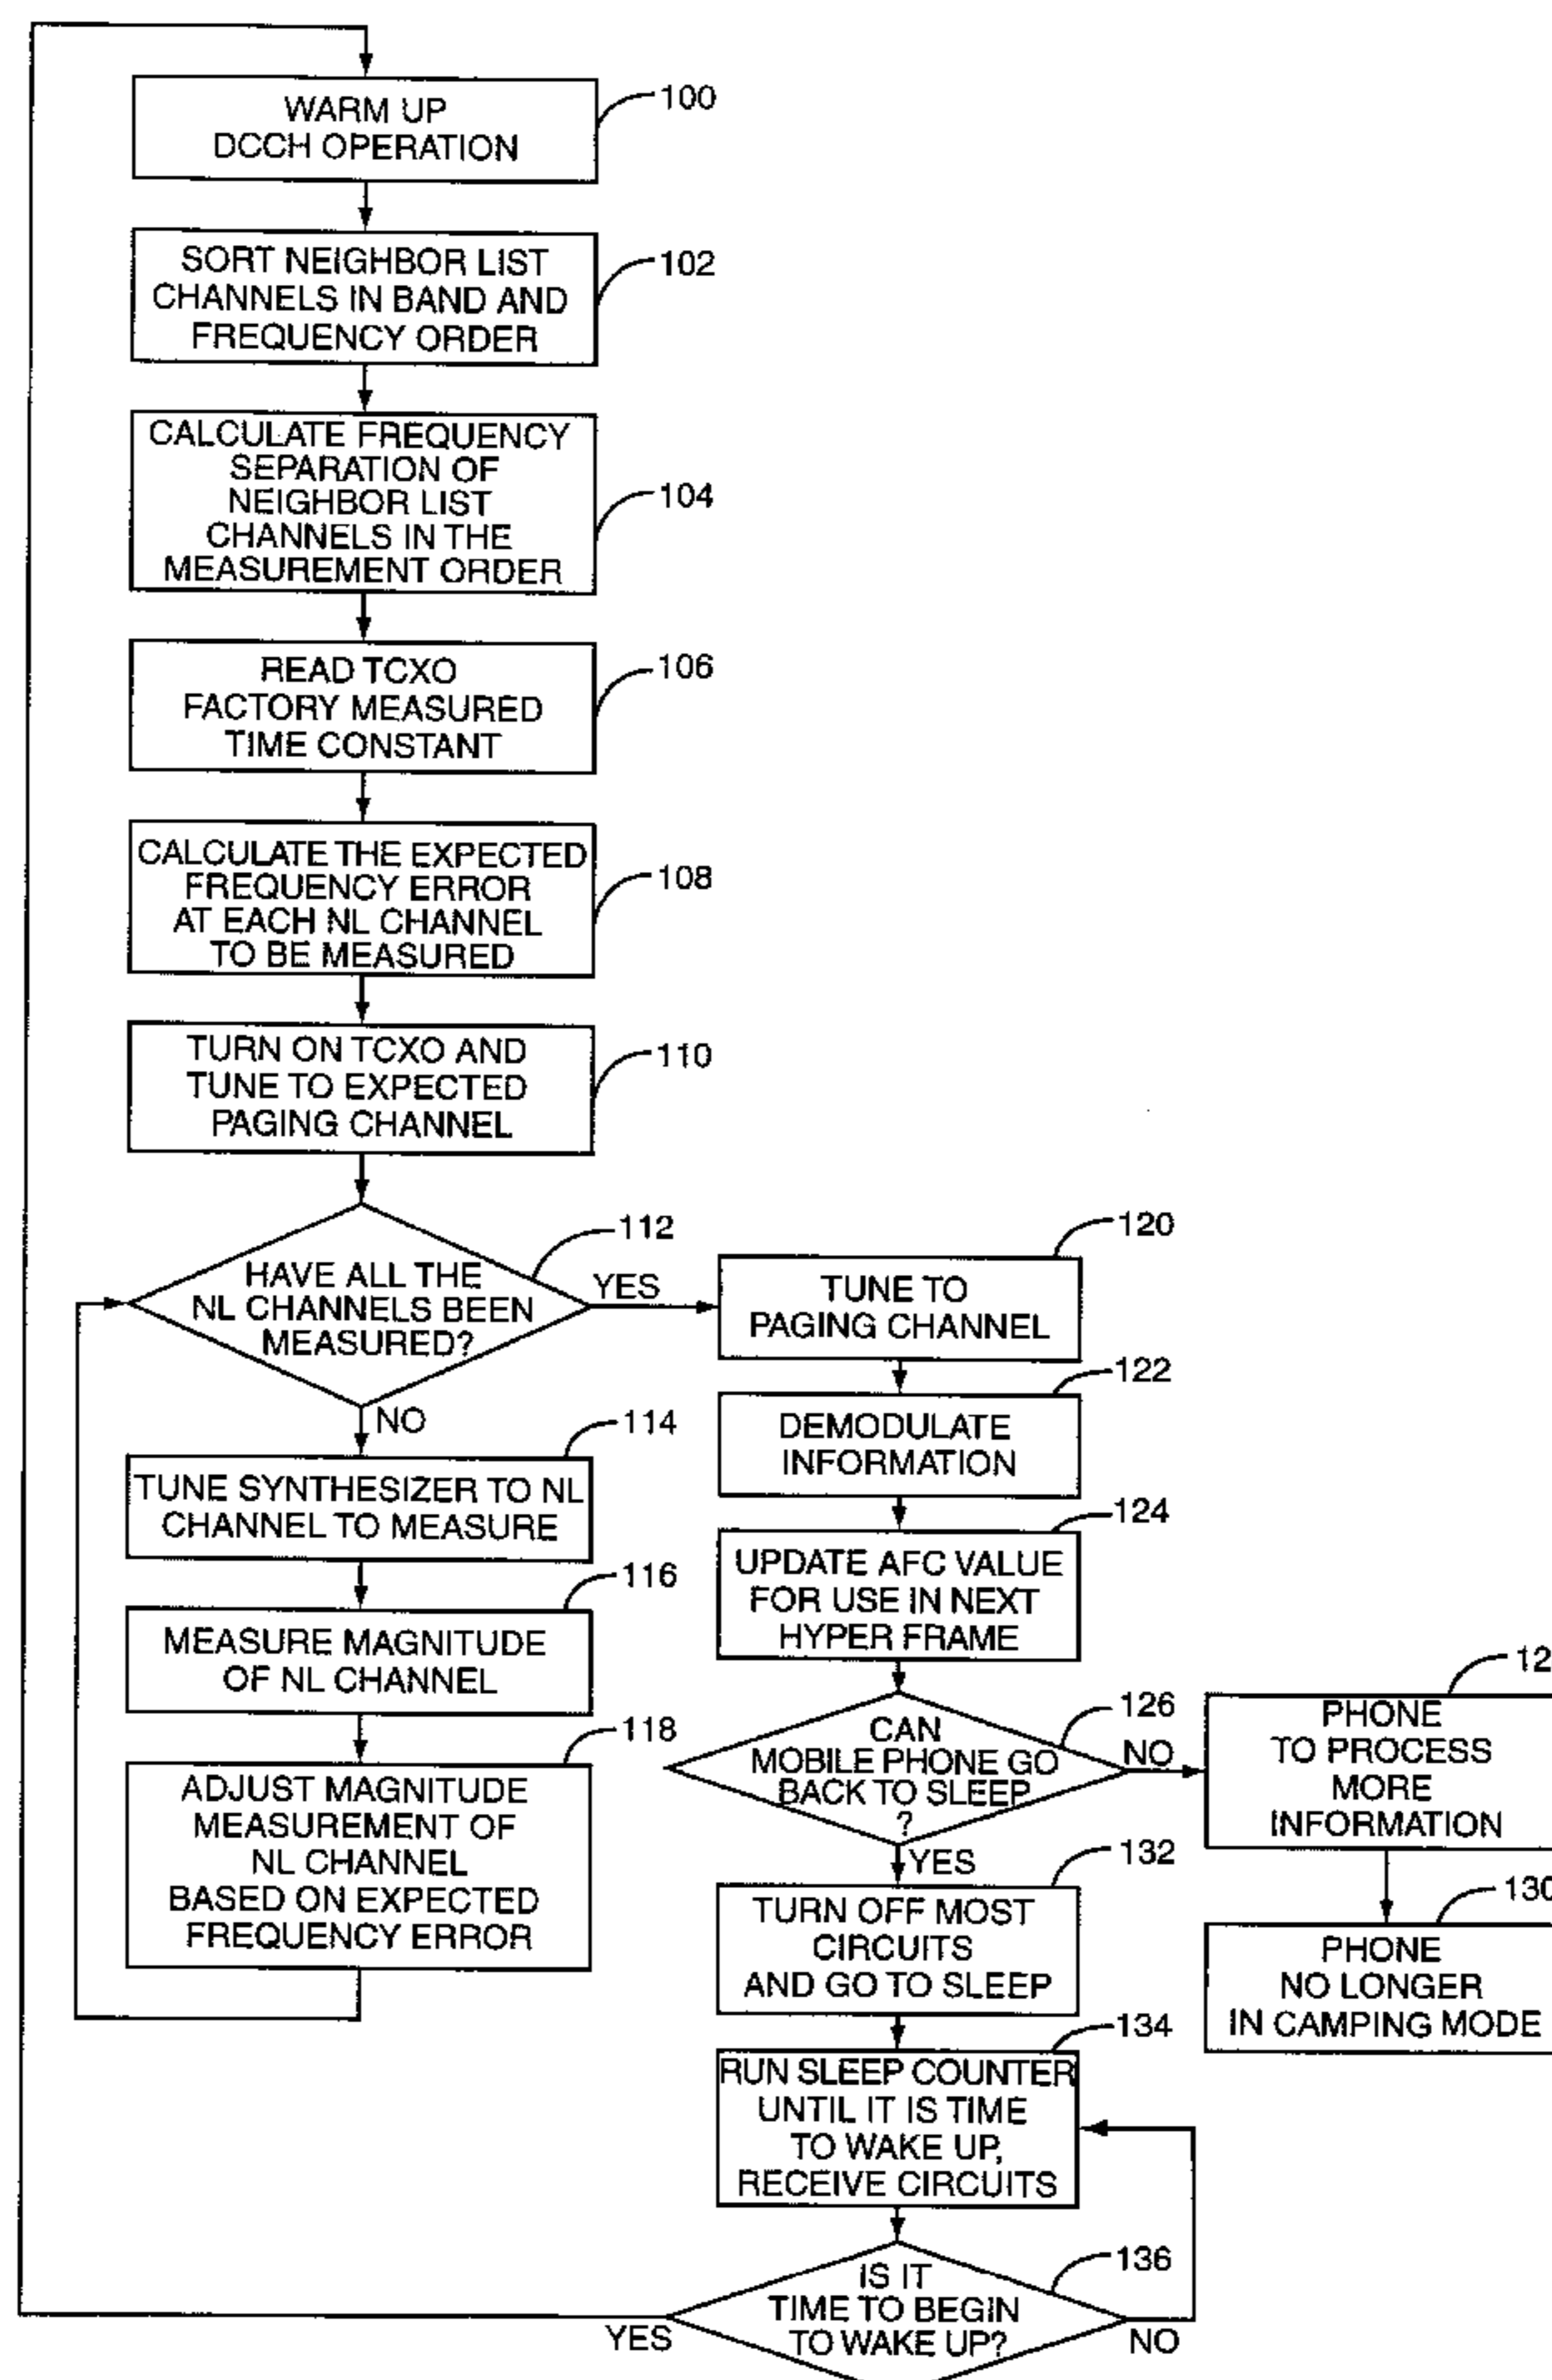 WARM UP
DCCH OPERATION
100
SORT NEIGHBOR LIST
CHANNELS IN BAND AND
FREQUENCY ORDER
102
CALCULATE FREQUENCY
SEPARATION OF
NEIGHBOR LIST
CHANNELS IN THE
MEASUREMENT ORDER
104
READ TCXO
FACTORY MEASURED
TIME CONSTANT
106
CALCULATE THE EXPECTED
FREQUENCY ERROR
AT EACH NL CHANNEL
TO BE MEASURED
108
TURN ON TCXO AND
TUNE TO EXPECTED
PAGING CHANNEL
110
HAVE ALL THE
NL CHANNELS BEEN
MEASURED?
112
YES
NO
TUNE SYNTHESIZER TO NL
CHANNEL TO MEASURE
114
MEASURE MAGNITUDE
OF NL CHANNEL
116
ADJUST MAGNITUDE
MEASUREMENT OF
NL CHANNEL
BASED ON EXPECTED
FREQUENCY ERROR
118
TUNE TO
PAGING CHANNEL
120
DEMODULATE
INFORMATION
122
UPDATE AFC VALUE
FOR USE IN NEXT
HYPER FRAME
124
CAN
MOBILE PHONE GO
BACK TO SLEEP
?
126
NO
YES
PHONE
TO PROCESS
MORE
INFORMATION
12
PHONE
NO LONGER
IN CAMPING MODE
130
TURN OFF MOST
CIRCUITS
AND GO TO SLEEP
132
RUN SLEEP COUNTER
UNTIL IT IS TIME
TO WAKE UP,
RECEIVE CIRCUITS
134
IS IT
TIME TO BEGIN
TO WAKE UP?
136
YES
NO